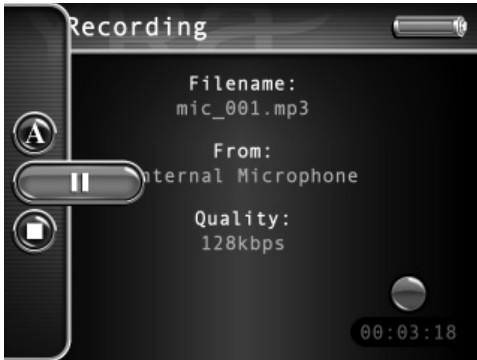 Recording
Filename:
mic_001.mp3
A
From:
nternal Microphone
Quality:
128kbps
00:03:18